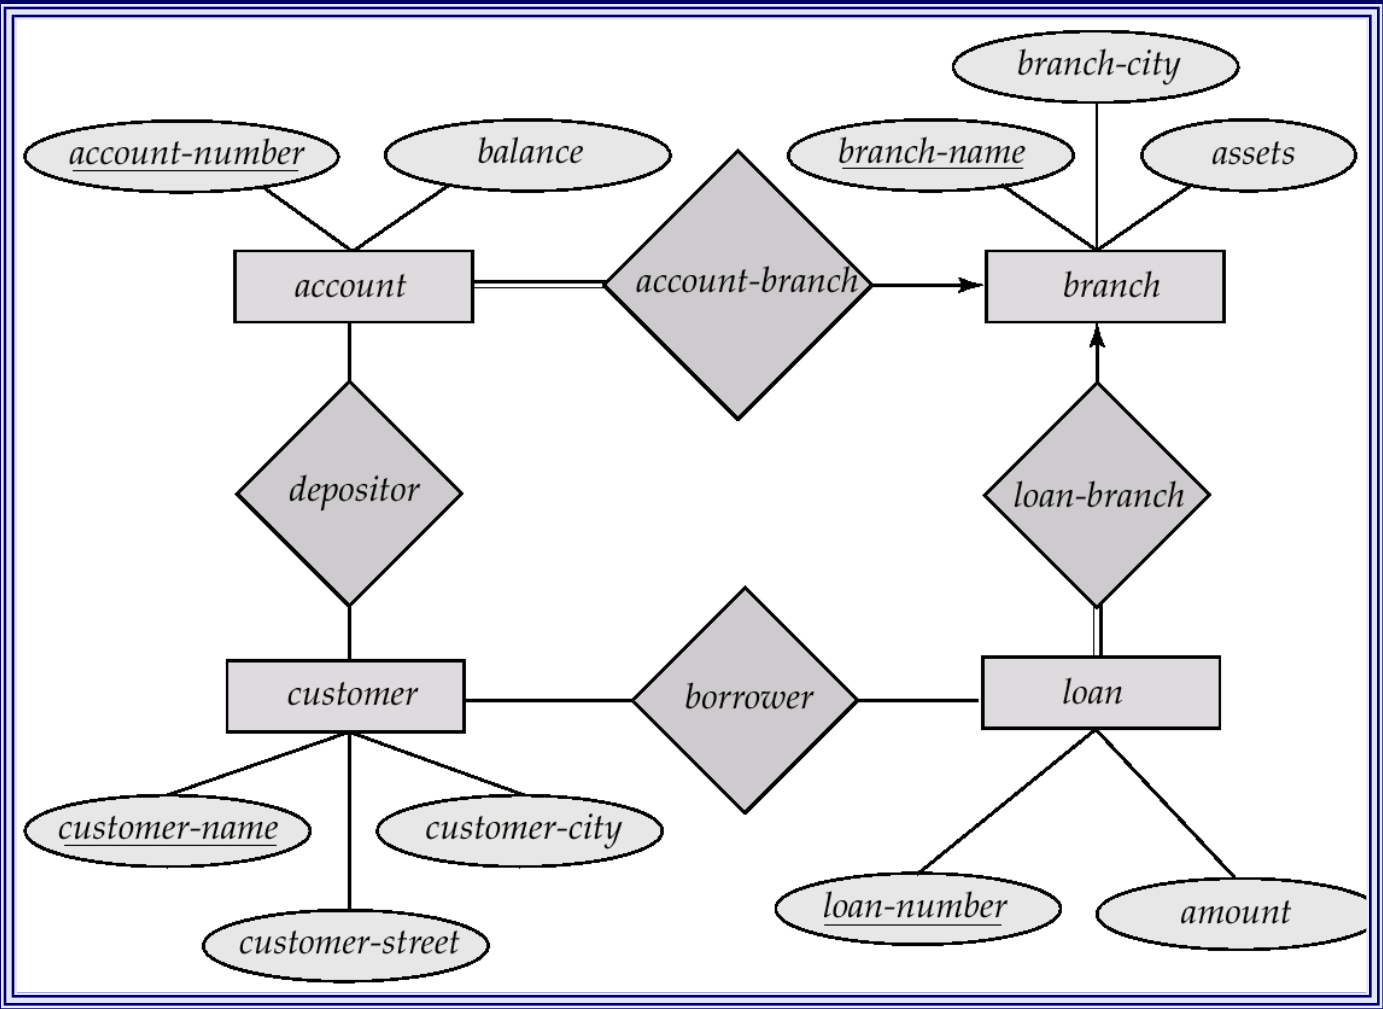 branch-city
account-number
balance
branch-name
assets
account
account-branch
branch
depositor
loan-branch
customer
borrower
loan
customer-name
customer-city
loan-number
amount
customer-street